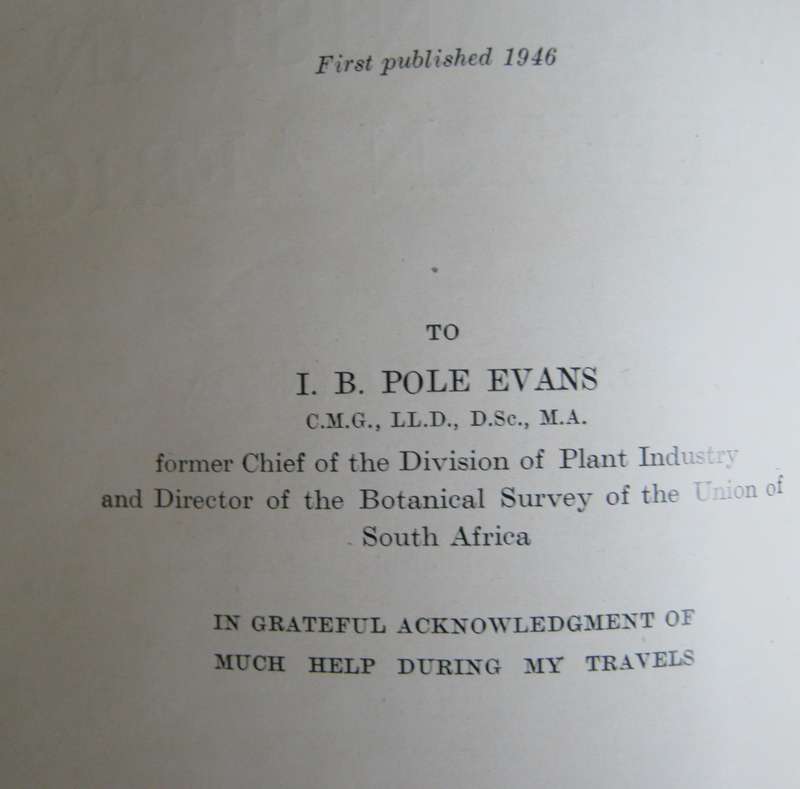 First published 1946
TO
I. B. POLE EVANS
C.M.G., LL.D., D.Sc., M.A.
former Chief of the Division of Plant Industry
and Director of the Botanical Survey of the Union of
South Africa
IN GRATEFUL ACKNOWLEDGMENT OF
MUCH HELP DURING MY TRAVELS